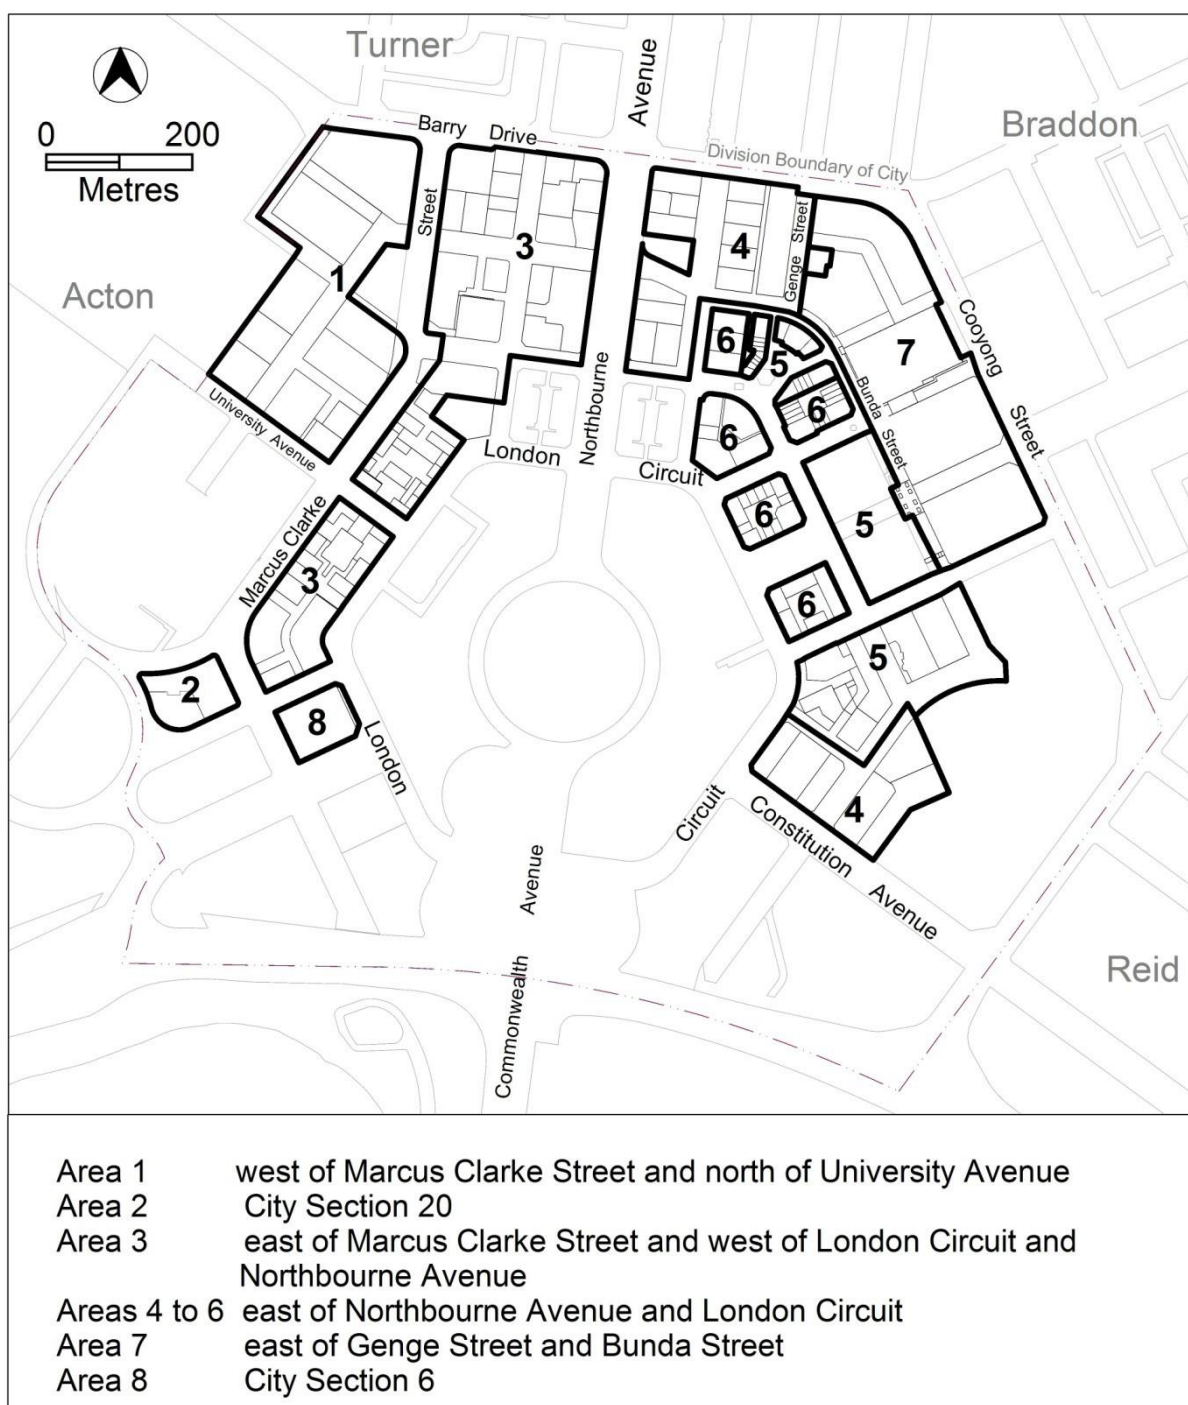 Turner
Avenue
Braddon
0 200
Metres
Barry Drive
Division Boundary of City
Street
3
4
Genge Street
1
Acton
Cooyong
Street
6
5
7
Northbourne
Bunda
Street
6
6
University Avenue
London
Circuit
6
5
Marcus Clarke
3
6
5
2
8
London
Circuit
4
Constitution Avenue
Avenue
Commonwealth
Reid
Area 1 west of Marcus Clarke Street and north of University Avenue
Area 2 City Section 20
Area 3 east of Marcus Clarke Street and west of London Circuit and
Northbourne Avenue
Areas 4 to 6 east of Northbourne Avenue and London Circuit
Area 7 east of Genge Street and Bunda Street
Area 8 City Section 6